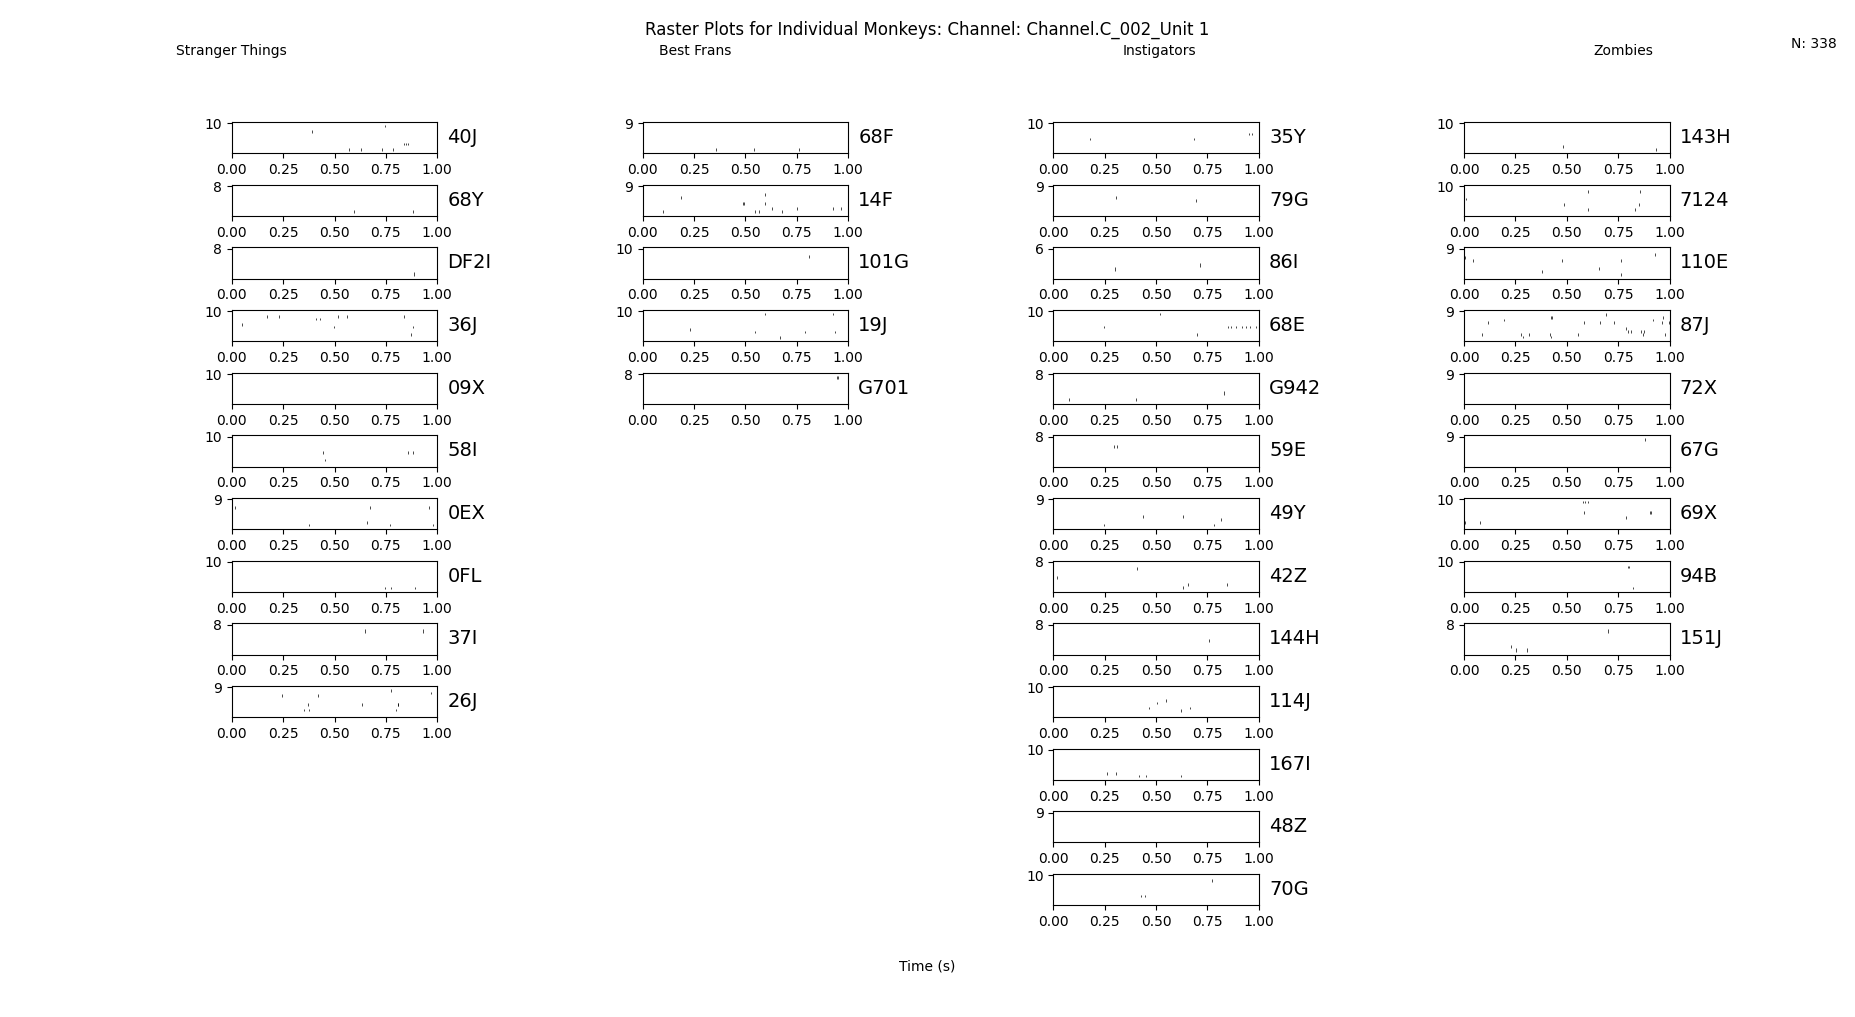 Raster Plots for Individual Monkeys: Channel: Channel.C_002_Unit 1
Stranger Things Best Frans Instigators Zombies N: 338
10 40J 9 68F 10 35Y 10 143H
0.00 0.25 0.50 0.75 1.00 0.00 0.25 0.50 0.75 1.00 0.00 0.25 0.50 0.75 1.00 0.00 0.25 0.50 0.75 1.00
8 68Y 9 14F 9 79G 10 7124
0.00 0.25 0.50 0.75 1.00 0.00 0.25 0.50 0.75 1.00 0.00 0.25 0.50 0.75 1.00 0.00 0.25 0.50 0.75 1.00
8 DF2I 10 101G 6 86I 9 110E
0.00 0.25 0.50 0.75 1.00 0.00 0.25 0.50 0.75 1.00 0.00 0.25 0.50 0.75 1.00 0.00 0.25 0.50 0.75 1.00
10 36J 10 19J 10 68E 9 87J
0.00 0.25 0.50 0.75 1.00 0.00 0.25 0.50 0.75 1.00 0.00 0.25 0.50 0.75 1.00 0.00 0.25 0.50 0.75 1.00
10 09X 8 G701 8 G942 9 72X
0.00 0.25 0.50 0.75 1.00 0.00 0.25 0.50 0.75 1.00 0.00 0.25 0.50 0.75 1.00 0.00 0.25 0.50 0.75 1.00
10 58I 8 59E 9 67G
0.00 0.25 0.50 0.75 1.00 0.00 0.25 0.50 0.75 1.00 0.00 0.25 0.50 0.75 1.00
9 0EX 9 49Y 10 69X
0.00 0.25 0.50 0.75 1.00 0.00 0.25 0.50 0.75 1.00 0.00 0.25 0.50 0.75 1.00
10 0FL 8 42Z 10 94B
0.00 0.25 0.50 0.75 1.00 0.00 0.25 0.50 0.75 1.00 0.00 0.25 0.50 0.75 1.00
8 37I 8 144H 8 151J
0.00 0.25 0.50 0.75 1.00 0.00 0.25 0.50 0.75 1.00 0.00 0.25 0.50 0.75 1.00
9 26J 10 114J
0.00 0.25 0.50 0.75 1.00 0.00 0.25 0.50 0.75 1.00
10 167I
0.00 0.25 0.50 0.75 1.00
9 48Z
0.00 0.25 0.50 0.75 1.00
10 70G
0.00 0.25 0.50 0.75 1.00
Time (s)